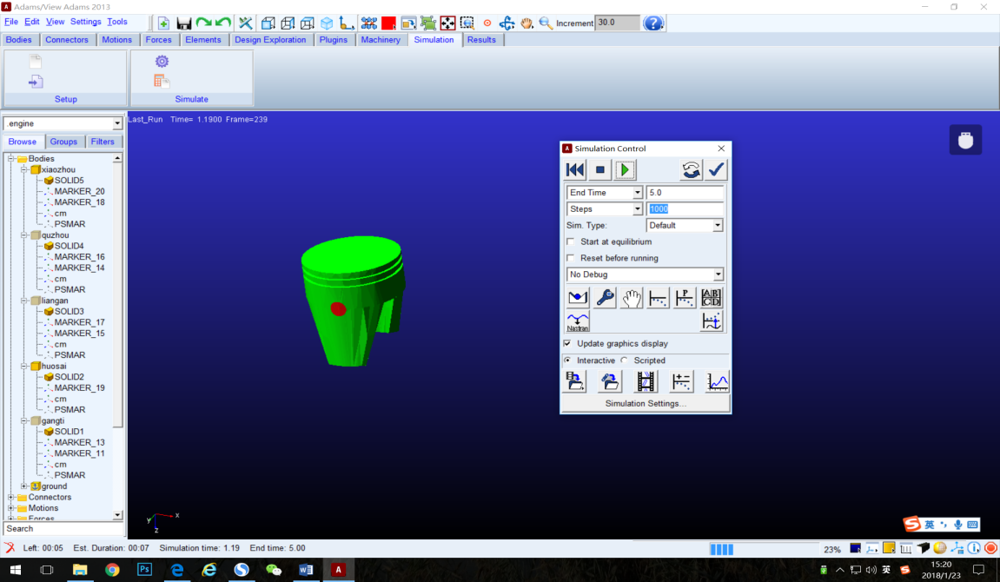 Adams/View Adams 2013
File Edit View Settings Tools
Increment 30.0
Bodies Connectors Motions Forces Elements Design Exploration Plugins Machinery Simulation Results
Setup Simulate
.engine
Browse Groups Filters
Bodies
xiaozhou
SOLID5
MARKER_20
MARKER_18
cm
PSMAR
quzhou
SOLID4
MARKER_16
MARKER_14
cm
PSMAR
liangan
SOLID3
MARKER_17
MARKER_15
cm
PSMAR
huosai
SOLID2
MARKER_19
cm
PSMAR
gangti
SOLID1
MARKER_13
MARKER_11
cm
PSMAR
ground
Connectors
Motions
Forces
Search
Last_Run Time= 1.1900 Frame=239
Simulation Control
End Time 5.0
Steps 1000
Sim. Type: Default
Start at equilibrium
Reset before running
No Debug
P
A B
C D
Nastran
Update graphics display
Interactive Scripted
Simulation Settings...
x
Y
Z
S 英
Left: 00:05 Est. Duration: 00:07 Simulation time: 1.19 End time: 5.00
23%
Ps
英
15:20
2018/1/23